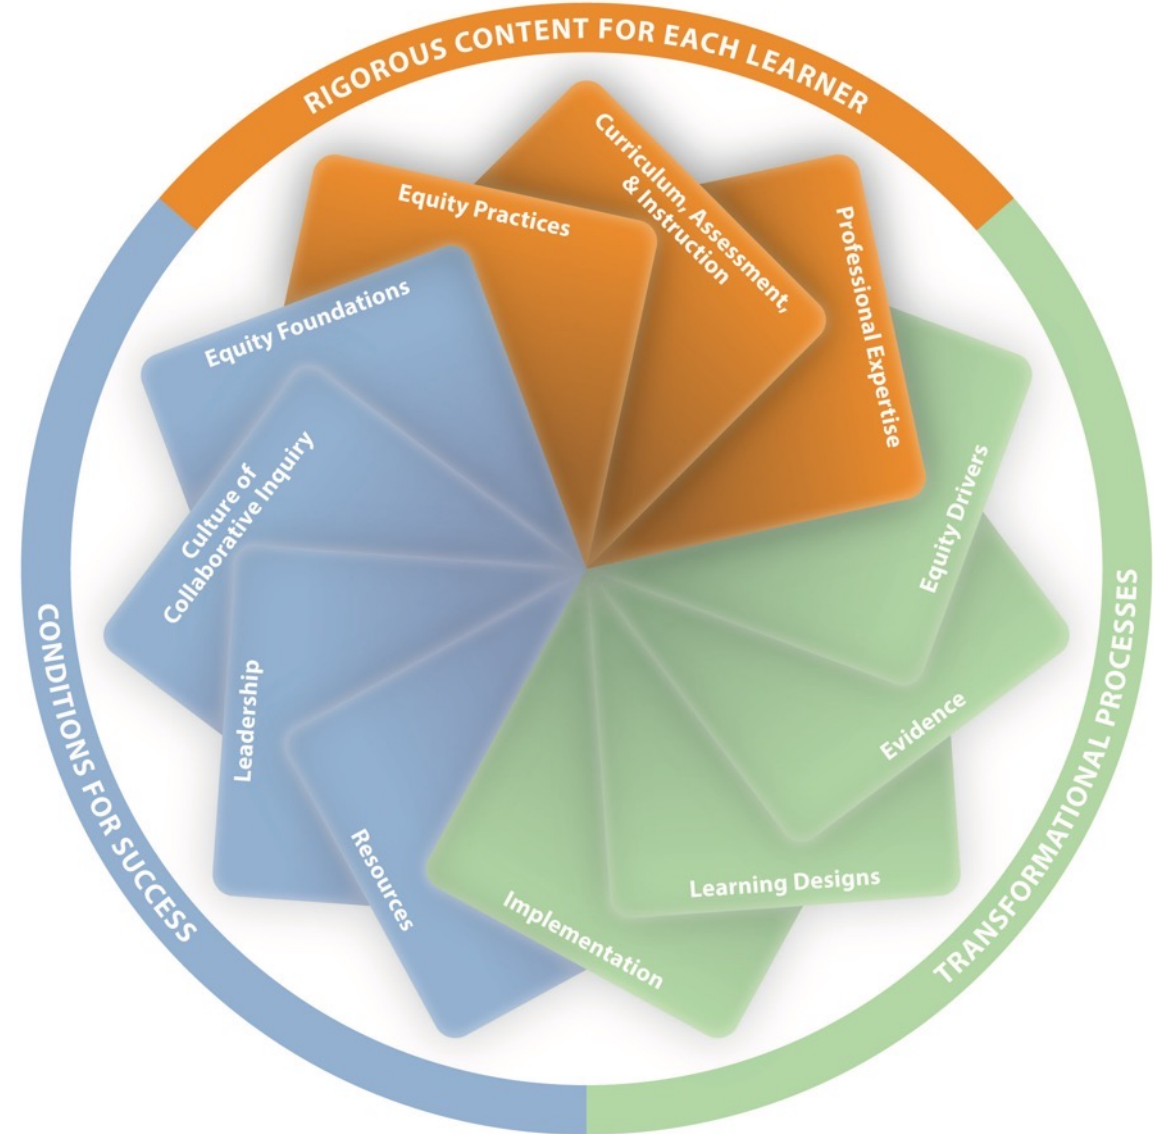 RIGOROUS CONTENT FOR EACH LEARNER
Curriculum, Assessment,
& Instruction
Equity Practices
Professional Expertise
Equity Foundations
Equity Drivers
Culture of
Collaborative Inquiry
Evidence
Leadership
Learning Designs
Resources
Implementation
CONDITIONS FOR SUCCESS
TRANSFORMATIONAL PROCESSES